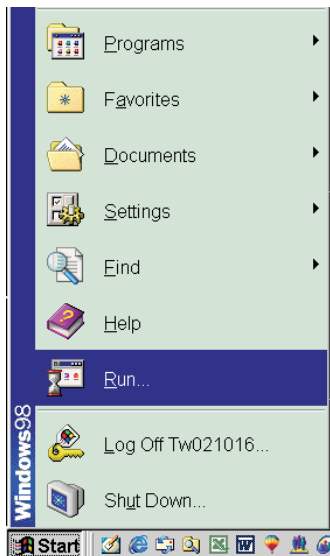 Programs
Favorites
Documents
Settings
Find
Help
Run...
Log Off Tw021016...
Shut Down...
Windows98
Start